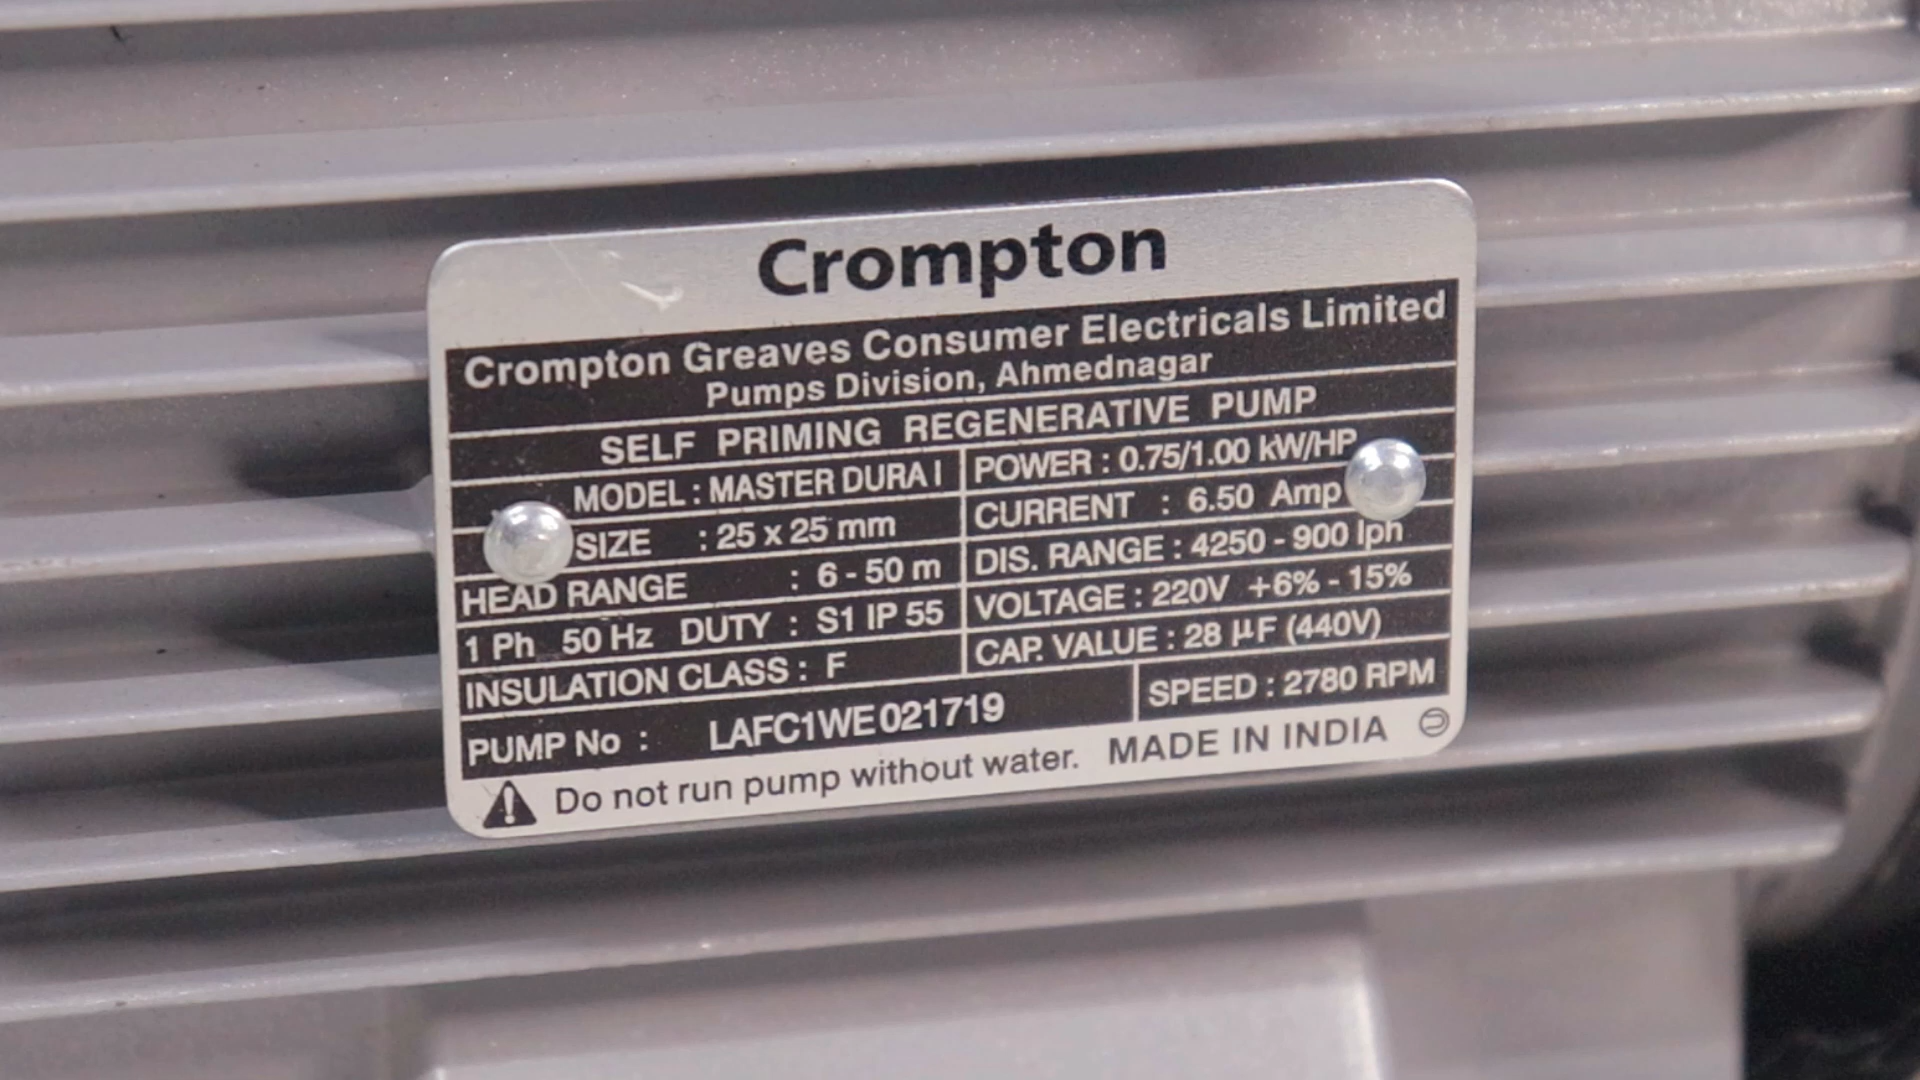 Crompton
Crompton Greaves Consumer Electricals Limited
Pumps Division, Ahmednagar
SELF PRIMING REGENERATIVE PUMP
MODEL : MASTER DURA I POWER : 0.75/1.00 kW/HP
SIZE : 25 x 25 mm CURRENT : 6.50 Amp
HEAD RANGE : 6 - 50 m DIS. RANGE : 4250 - 900 lph
1 Ph 50 Hz DUTY : S1 IP 55 VOLTAGE : 220V +6% - 15%
INSULATION CLASS : F CAP. VALUE : 28 µF (440V)
PUMP No : LAFC1WE021719 SPEED : 2780 RPM
Do not run pump without water. MADE IN INDIA